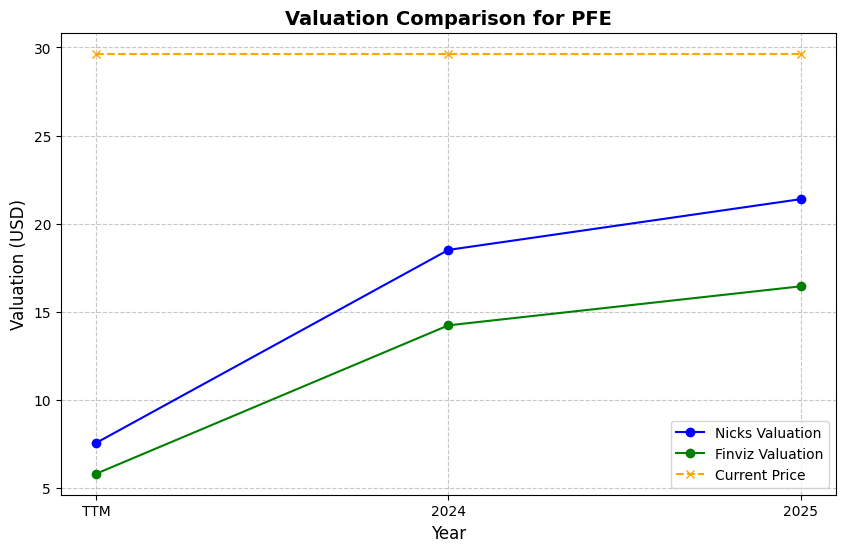 Valuation Comparison for PFE
30
25
20
15
10
5
Valuation (USD)
TTM
2024
2025
Year
Nicks Valuation
Finviz Valuation
Current Price